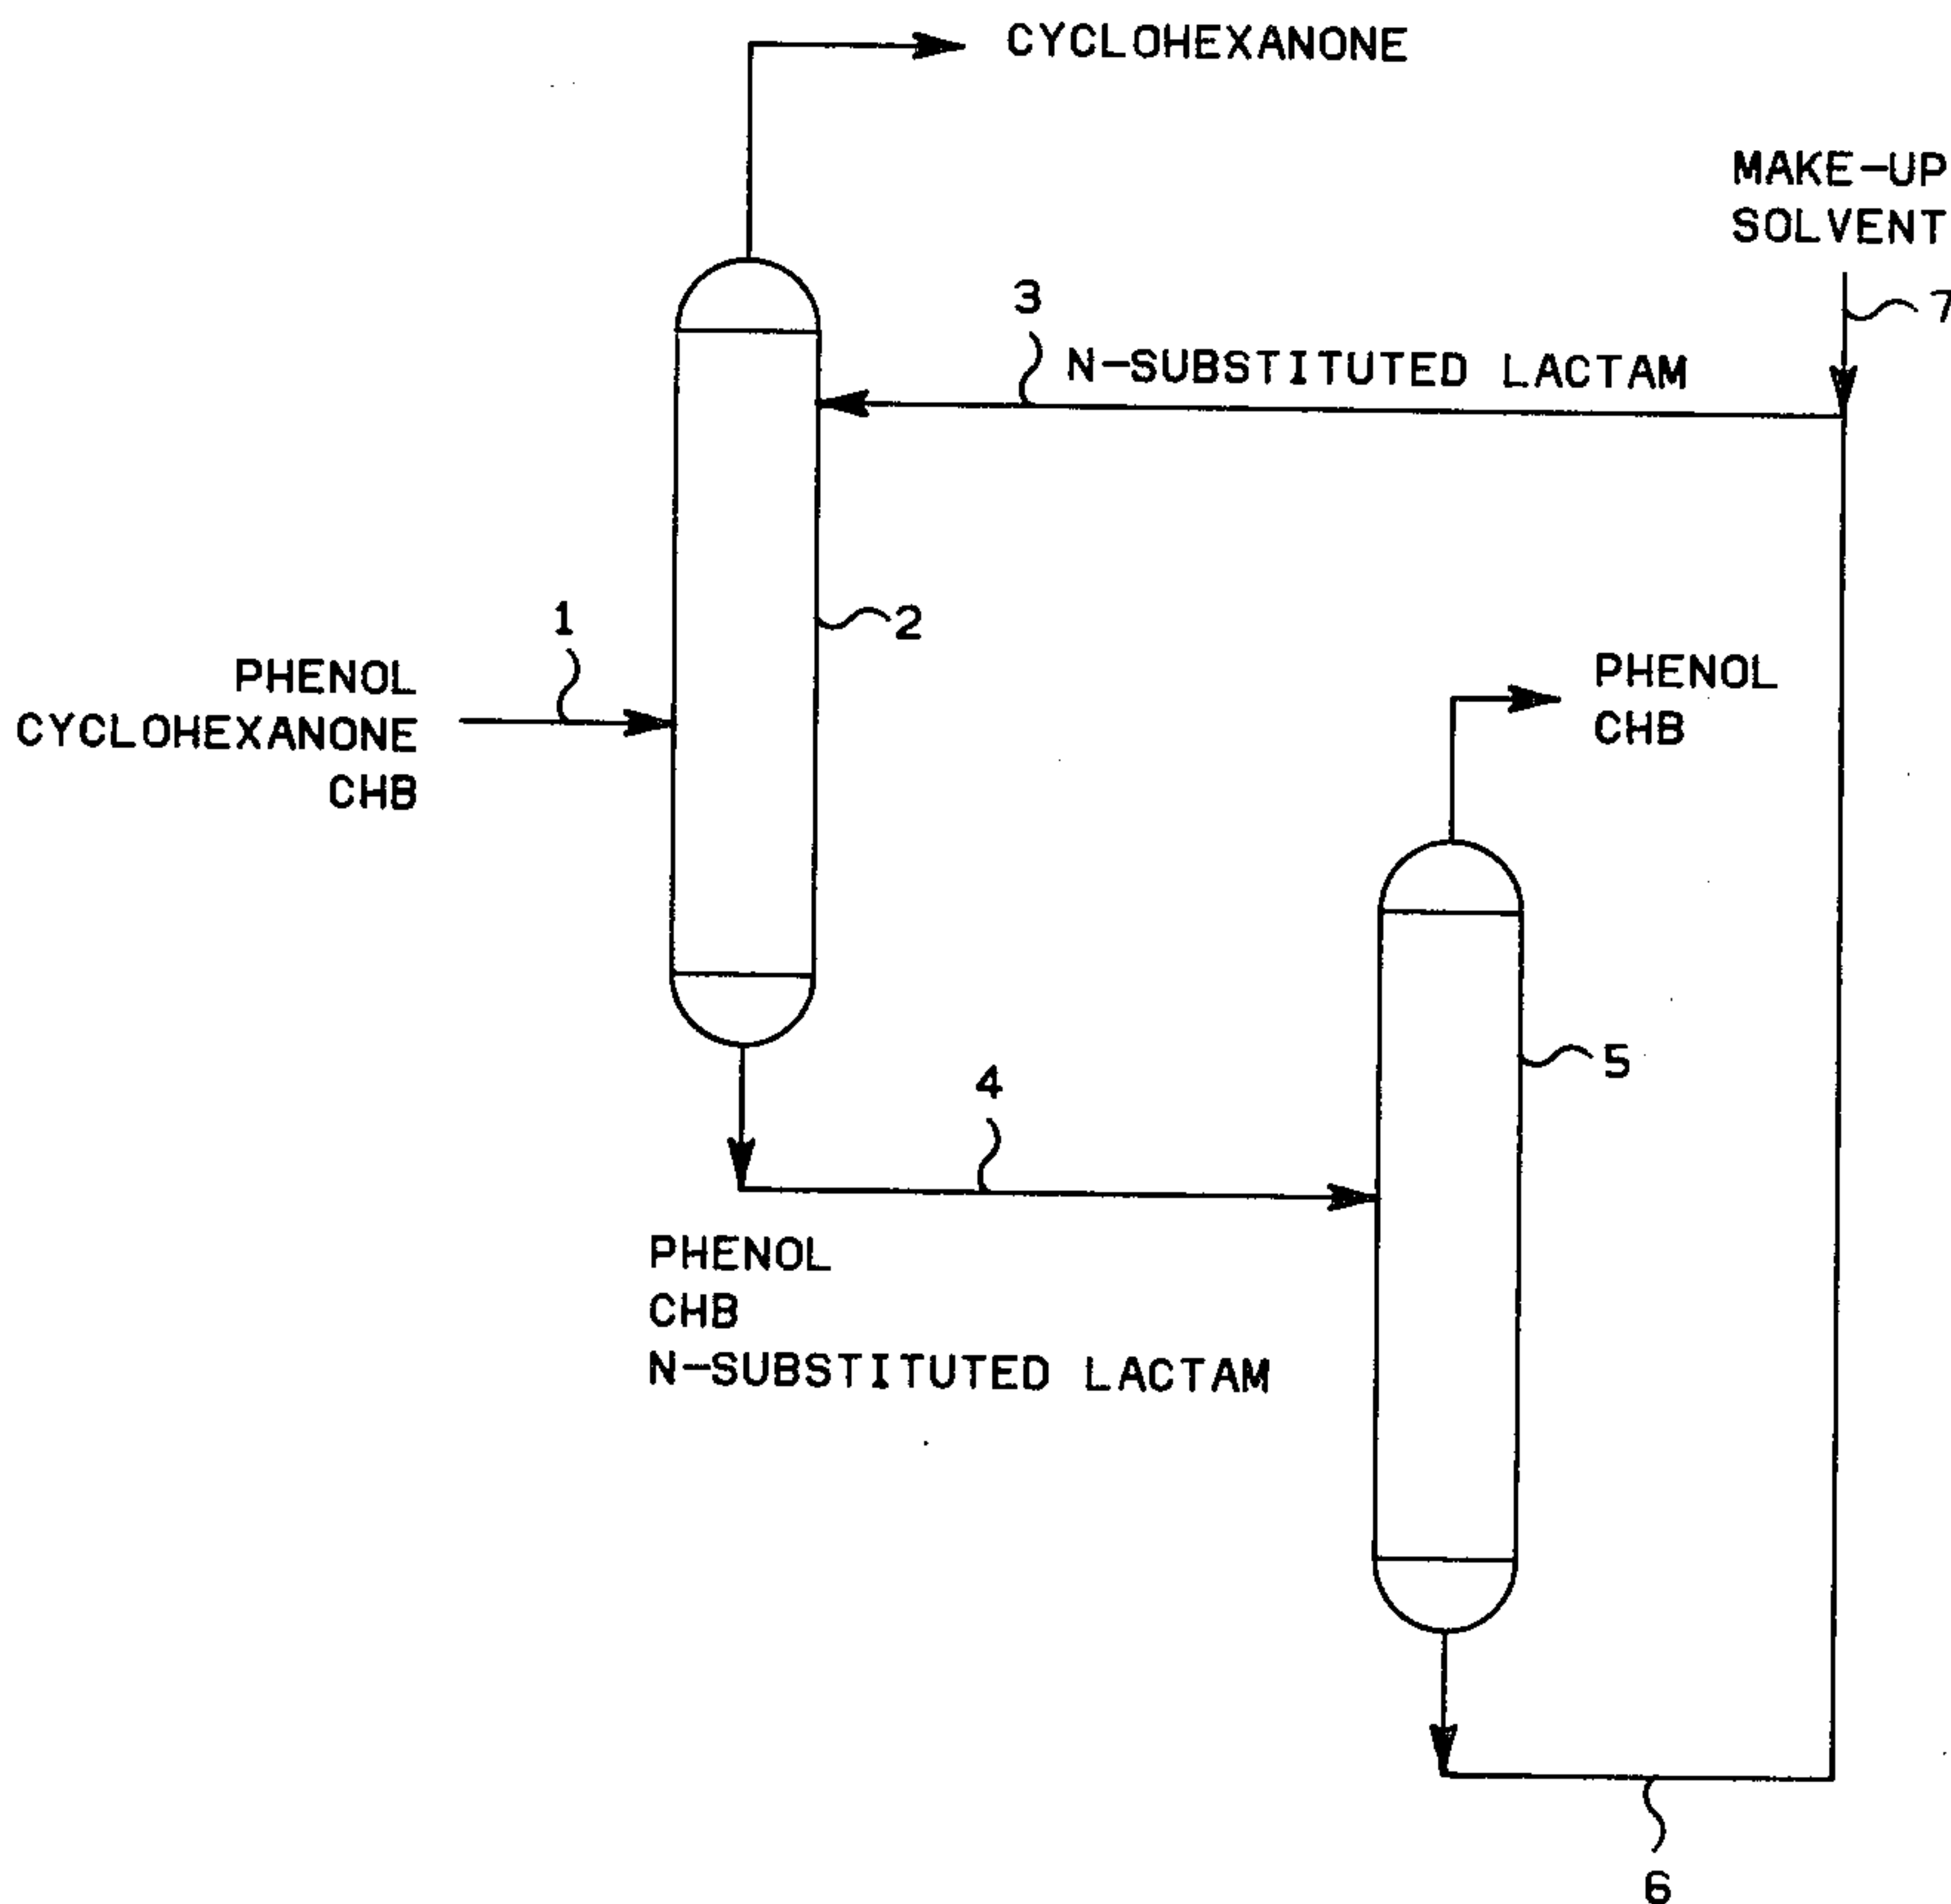 CYCLOHEXANONE
MAKE-UP
SOLVENT
3
7
N-SUBSTITUTED LACTAM
1
2
PHENOL
CYCLOHEXANONE
CHB
PHENOL
CHB
5
4
PHENOL
CHB
N-SUBSTITUTED LACTAM
6